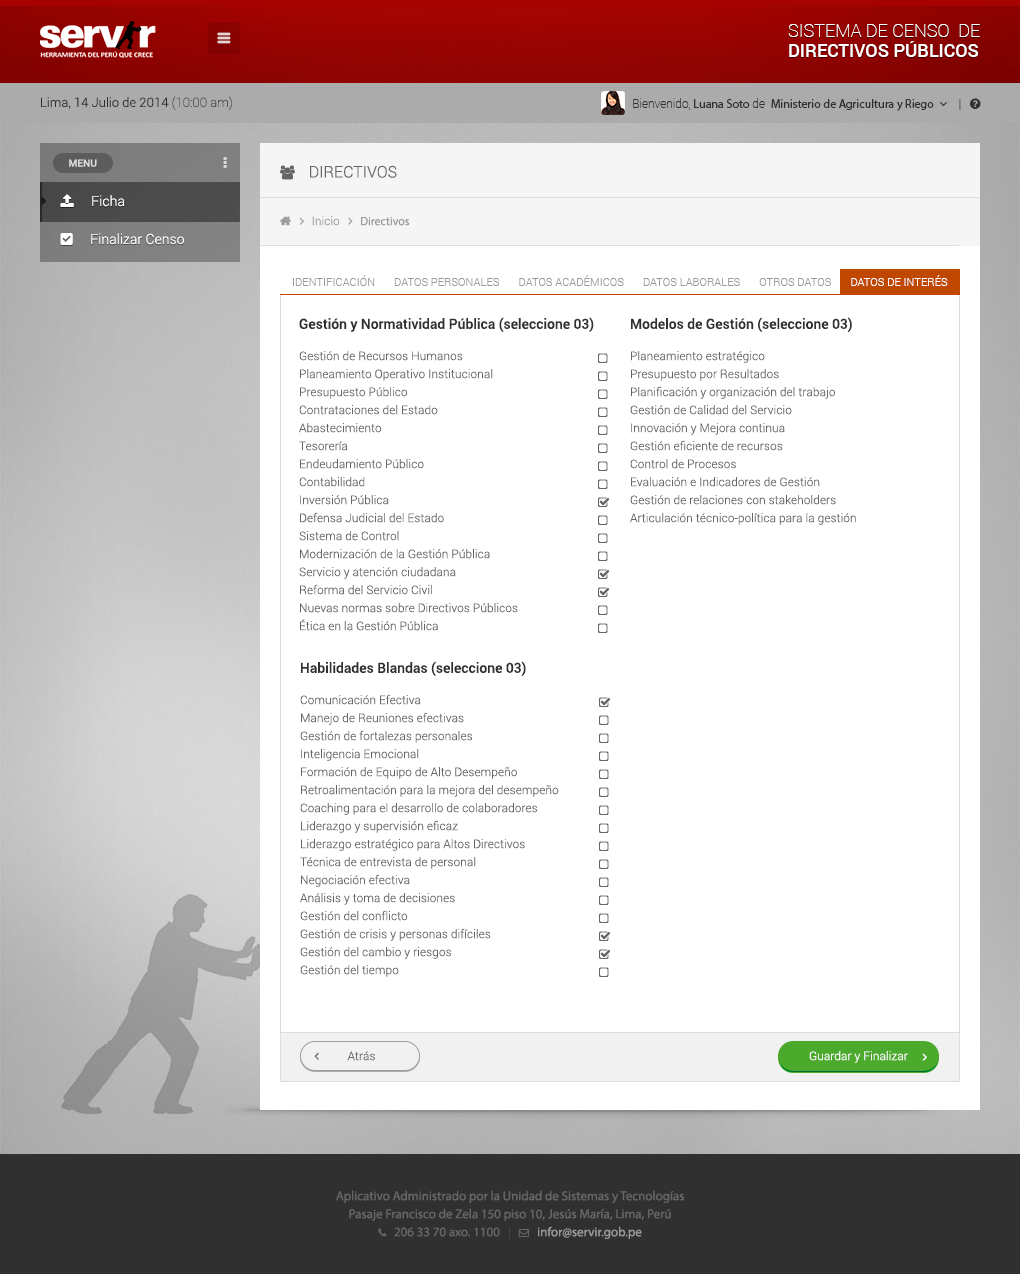 servir
HERRAMIENTA DEL PERÚ QUE CRECE
SISTEMA DE CENSO DE
DIRECTIVOS PÚBLICOS
Lima, 14 Julio de 2014 (10:00 am)
Bienvenido, Luana Soto de Ministerio de Agricultura y Riego |
MENU
Ficha
Finalizar Censo
DIRECTIVOS
Inicio > Directivos
IDENTIFICACIÓN DATOS PERSONALES DATOS ACADÉMICOS DATOS LABORALES OTROS DATOS DATOS DE INTERÉS
Gestión y Normatividad Pública (seleccione 03)
Gestión de Recursos Humanos
Planeamiento Operativo Institucional
Presupuesto Público
Contrataciones del Estado
Abastecimiento
Tesorería
Endeudamiento Público
Contabilidad
Inversión Pública
Defensa Judicial del Estado
Sistema de Control
Modernización de la Gestión Pública
Servicio y atención ciudadana
Reforma del Servicio Civil
Nuevas normas sobre Directivos Públicos
Ética en la Gestión Pública
Modelos de Gestión (seleccione 03)
Planeamiento estratégico
Presupuesto por Resultados
Planificación y organización del trabajo
Gestión de Calidad del Servicio
Innovación y Mejora continua
Gestión eficiente de recursos
Control de Procesos
Evaluación e Indicadores de Gestión
Gestión de relaciones con stakeholders
Articulación técnico-política para la gestión
Habilidades Blandas (seleccione 03)
Comunicación Efectiva
Manejo de Reuniones efectivas
Gestión de fortalezas personales
Inteligencia Emocional
Formación de Equipo de Alto Desempeño
Retroalimentación para la mejora del desempeño
Coaching para el desarrollo de colaboradores
Liderazgo y supervisión eficaz
Liderazgo estratégico para Altos Directivos
Técnica de entrevista de personal
Negociación efectiva
Análisis y toma de decisiones
Gestión del conflicto
Gestión de crisis y personas difíciles
Gestión del cambio y riesgos
Gestión del tiempo
Atrás
Guardar y Finalizar
Aplicativo Administrado por la Unidad de Sistemas y Tecnologías
Pasaje Francisco de Zela 150 piso 10, Jesús María, Lima, Perú
206 33 70 axo. 1100 | infor@servir.gob.pe